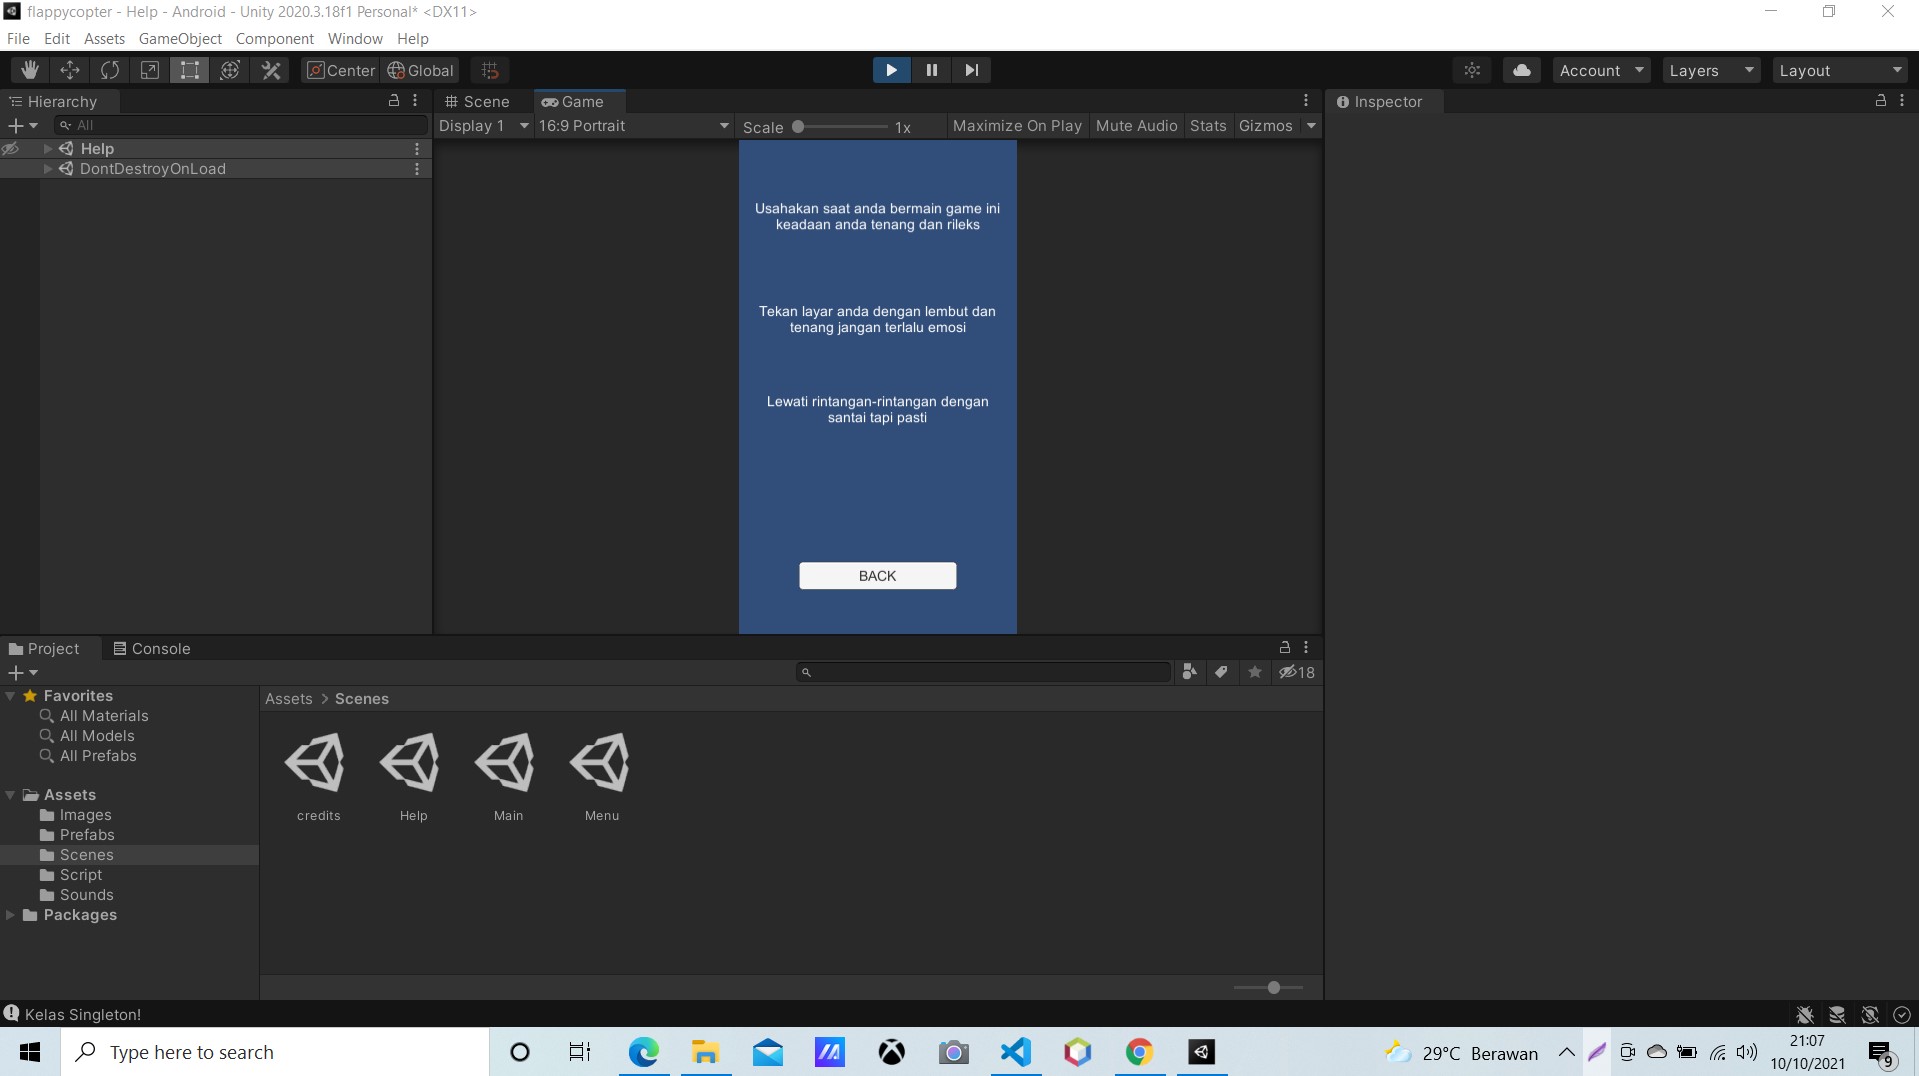 flappycopter - Help - Android - Unity 2020.3.18f1 Personal* <DX11>
File Edit Assets GameObject Component Window Help
Center Global Account Layers Layout
Hierarchy
All
Help
DontDestroyOnLoad
Scene Game
Display 1 16:9 Portrait Scale 1x Maximize On Play Mute Audio Stats Gizmos
Usahakan saat anda bermain game ini
keadaan anda tenang dan rileks
Tekan layar anda dengan lembut dan
tenang jangan terlalu emosi
Lewati rintangan-rintangan dengan
santai tapi pasti
BACK
Inspector
Project Console
18
Favorites
All Materials
All Models
All Prefabs
Assets
Images
Prefabs
Scenes
Script
Sounds
Packages
Assets > Scenes
credits Help Main Menu
Kelas Singleton!
Type here to search
29°C Berawan
21:07
10/10/2021
9